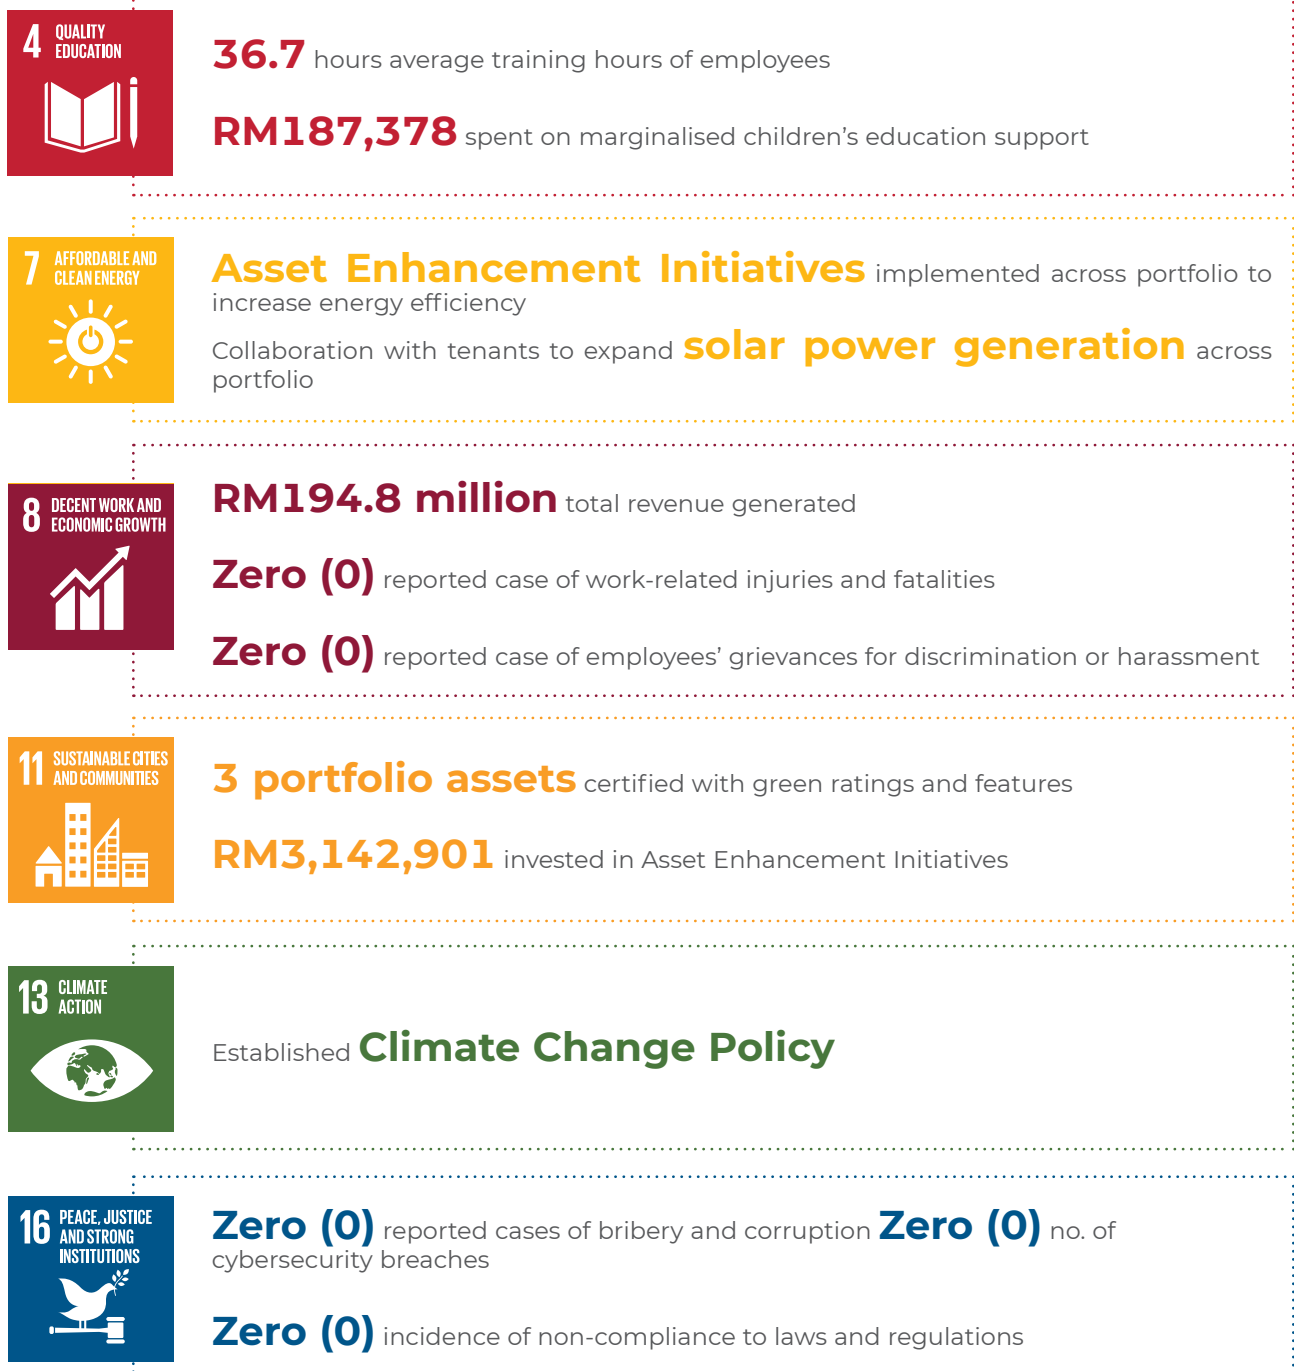 4 QUALITY
EDUCATION
36.7 hours average training hours of employees
RM187,378 spent on marginalised children’s education support
7 AFFORDABLE AND
CLEAN ENERGY
Asset Enhancement Initiatives implemented across portfolio to
increase energy efficiency
Collaboration with tenants to expand solar power generation across
portfolio
8 DECENT WORK AND
ECONOMIC GROWTH
RM194.8 million total revenue generated
Zero (0) reported case of work-related injuries and fatalities
Zero (0) reported case of employees’ grievances for discrimination or harassment
11 SUSTAINABLE CITIES
AND COMMUNITIES
3 portfolio assets certified with green ratings and features
RM3,142,901 invested in Asset Enhancement Initiatives
13 CLIMATE
ACTION
Established Climate Change Policy
16 PEACE, JUSTICE
AND STRONG
INSTITUTIONS
Zero (0) reported cases of bribery and corruption Zero (0) no. of
cybersecurity breaches
Zero (0) incidence of non-compliance to laws and regulations